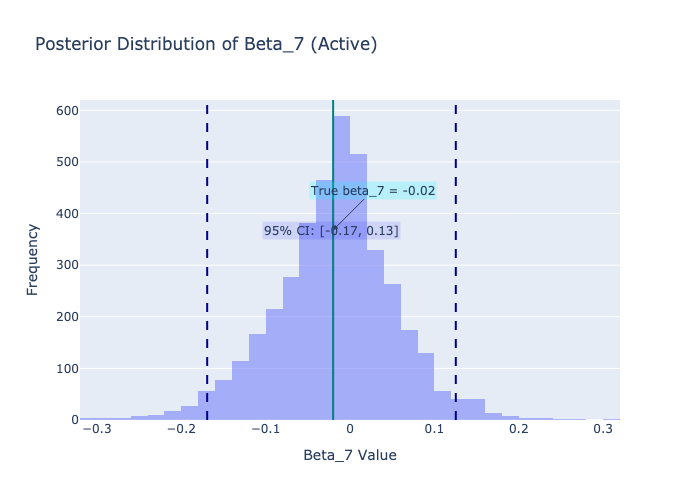 Posterior Distribution of Beta_7 (Active)
600
500
400
300
200
100
0
Frequency
True beta_7 = -0.02
95% CI: [-0.17, 0.13]
−0.3
−0.2
−0.1
0
0.1
0.2
0.3
Beta_7 Value